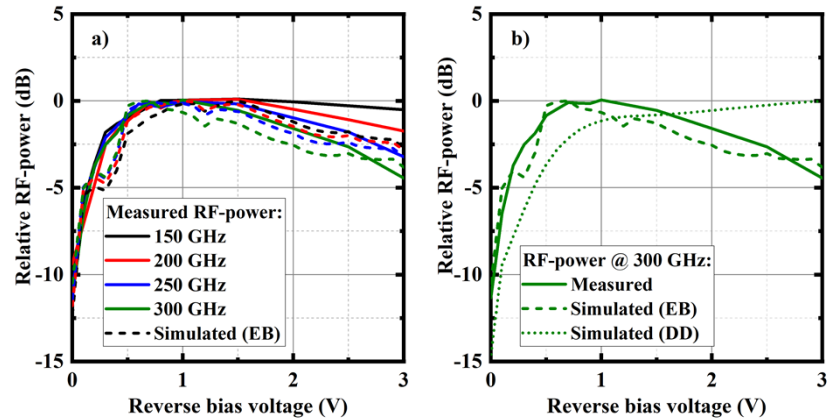 a)
Relative RF-power (dB)
5
0
-5
-10
-15
Measured RF-power:
150 GHz
200 GHz
250 GHz
300 GHz
Simulated (EB)
0
1
2
3
Reverse bias voltage (V)
b)
Relative RF-power (dB)
5
0
-5
-10
-15
RF-power @ 300 GHz:
Measured
Simulated (EB)
Simulated (DD)
0
1
2
3
Reverse bias voltage (V)